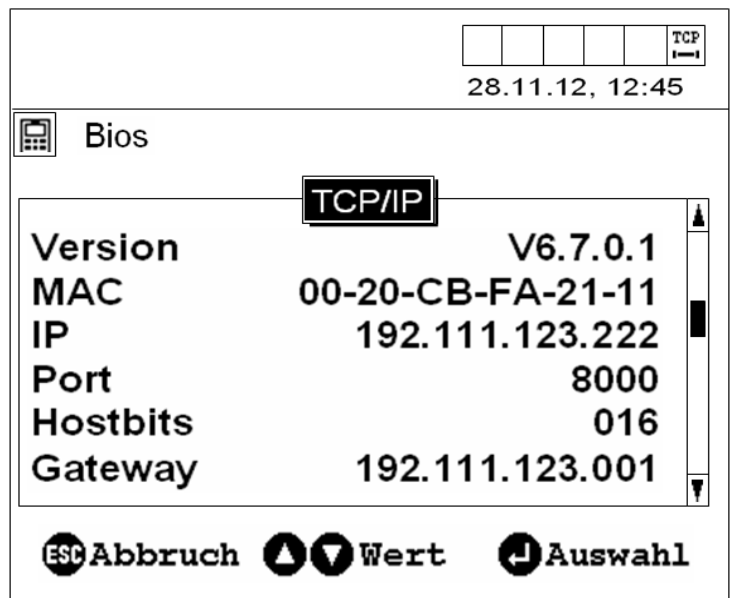 TCP
28.11.12, 12:45
Bios
TCP/IP
Version V6.7.0.1
MAC 00-20-CB-FA-21-11
IP 192.111.123.222
Port 8000
Hostbits 016
Gateway 192.111.123.001
ESC Abbruch Wert Auswahl